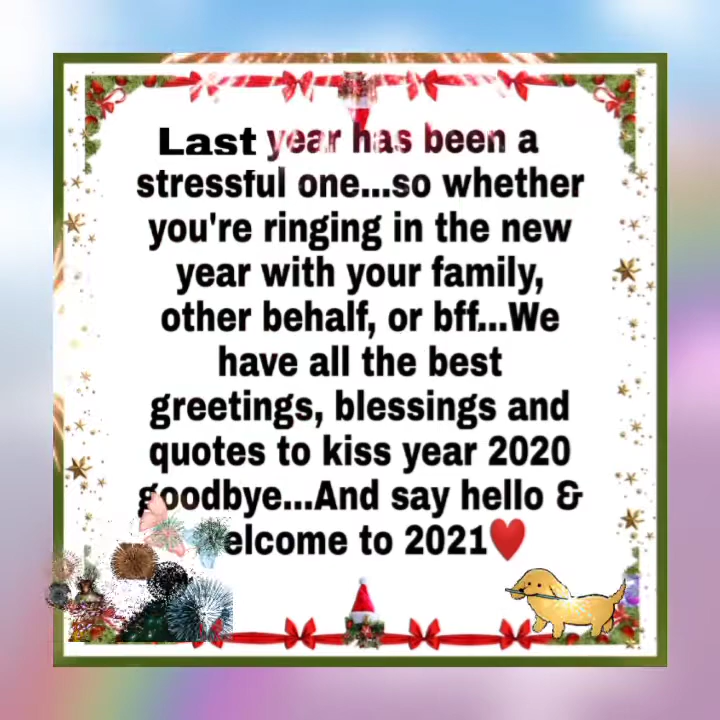 Last year has been a
stressful one...so whether
you're ringing in the new
year with your family,
other behalf, or bff...We
have all the best
greetings, blessings and
quotes to kiss year 2020
goodbye...And say hello &
elcome to 2021❤️